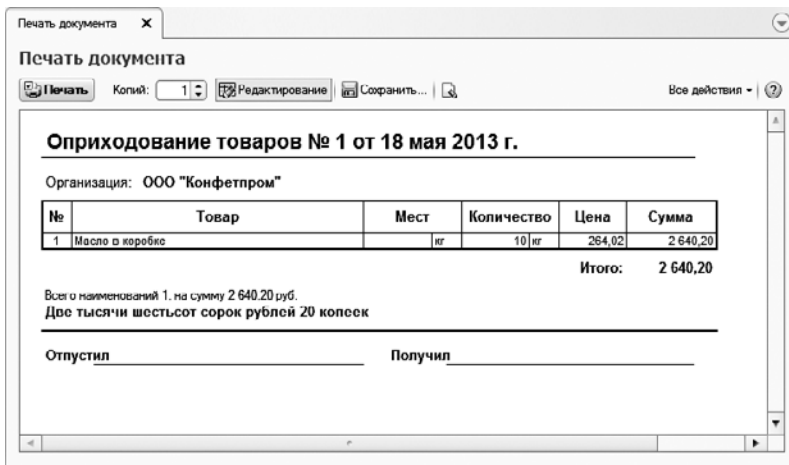 Печать документа
Печать документа
Печать Копий: 1 Редактирование Сохранить... Все действия
Оприходование товаров № 1 от 18 мая 2013 г.
Организация: ООО "Конфетпром"
№ Товар Мест Количество Цена Сумма
1 Масло в коробке кг 10 кг 264,02 2 640,20
Итого: 2 640,20
Всего наименований 1, на сумму 2 640.20 руб.
Две тысячи шестьсот сорок рублей 20 копеек
Отпустил Получил